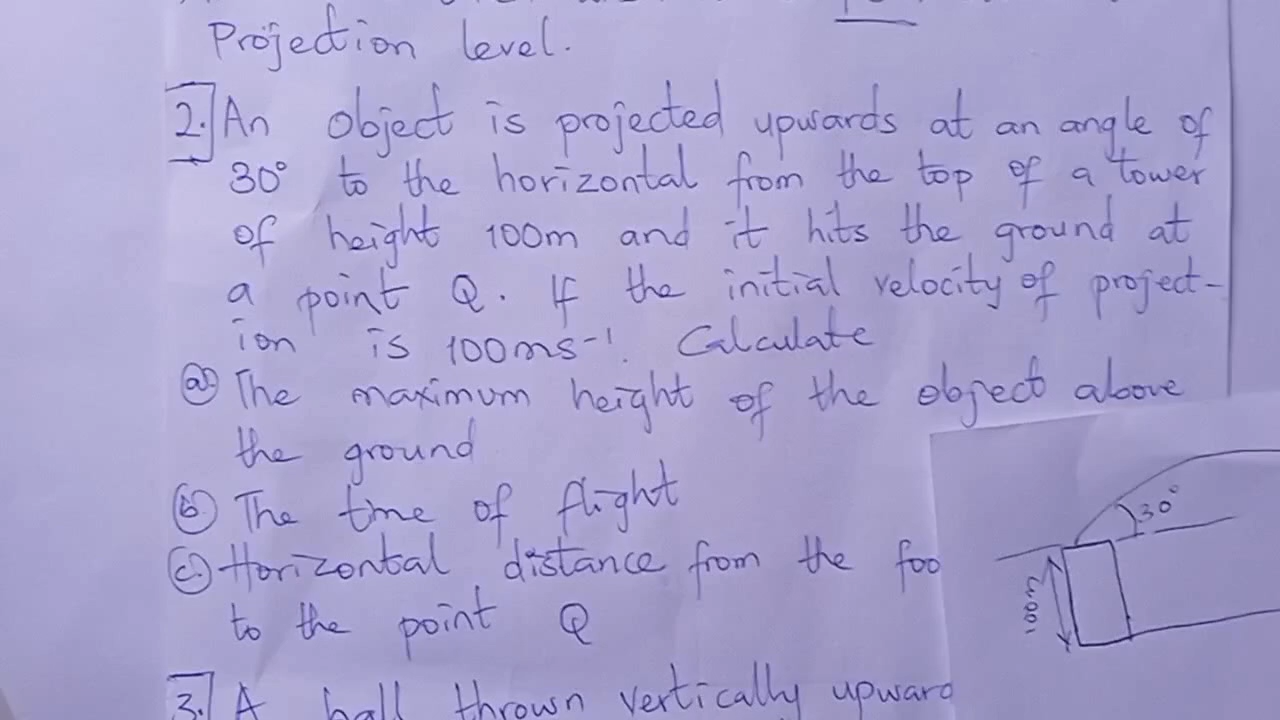 Projection level.
2. An object is projected upwards at an angle of
30° to the horizontal from the top of a tower
of height 100m and it hits the ground at
a point Q. If the initial velocity of project-
ion is 100ms⁻¹. Calculate
a. The maximum height of the object above
the ground
b. The time of flight
c. Horizontal distance from the foo
to the point Q
30°
100m
3. A ball thrown vertically upward